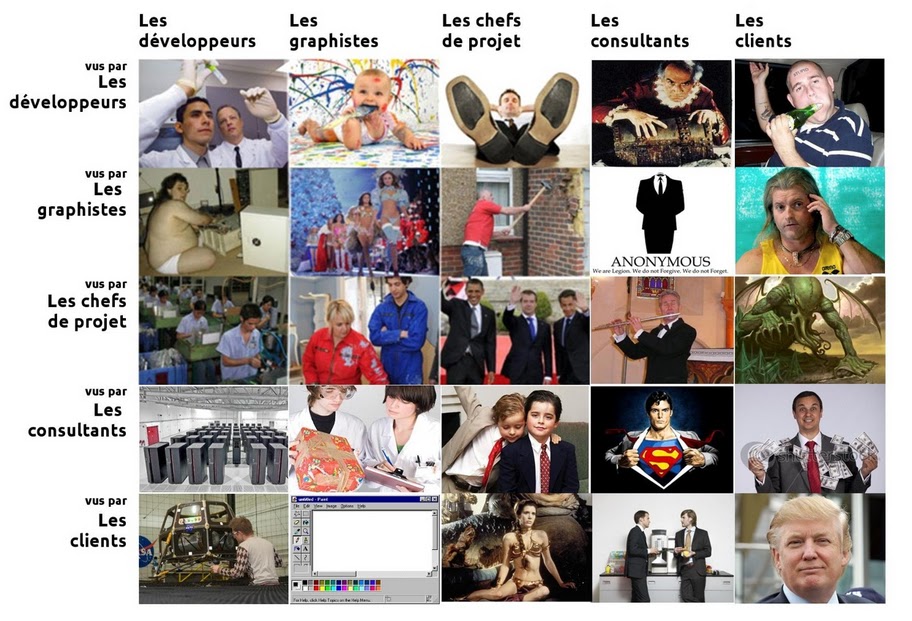 Les
développeurs
Les
graphistes
Les chefs
de projet
Les
consultants
Les
clients
vus par
Les
développeurs
vus par
Les
graphistes
ANONYMOUS
We are Legion. We do not Forgive. We do not Forget.
vus par
Les chefs
de projet
vus par
Les
consultants
vus par
Les
clients
NASA
untitled - Paint
File Edit View Image Options Help
For Help, click Help Topics on the Help Menu.